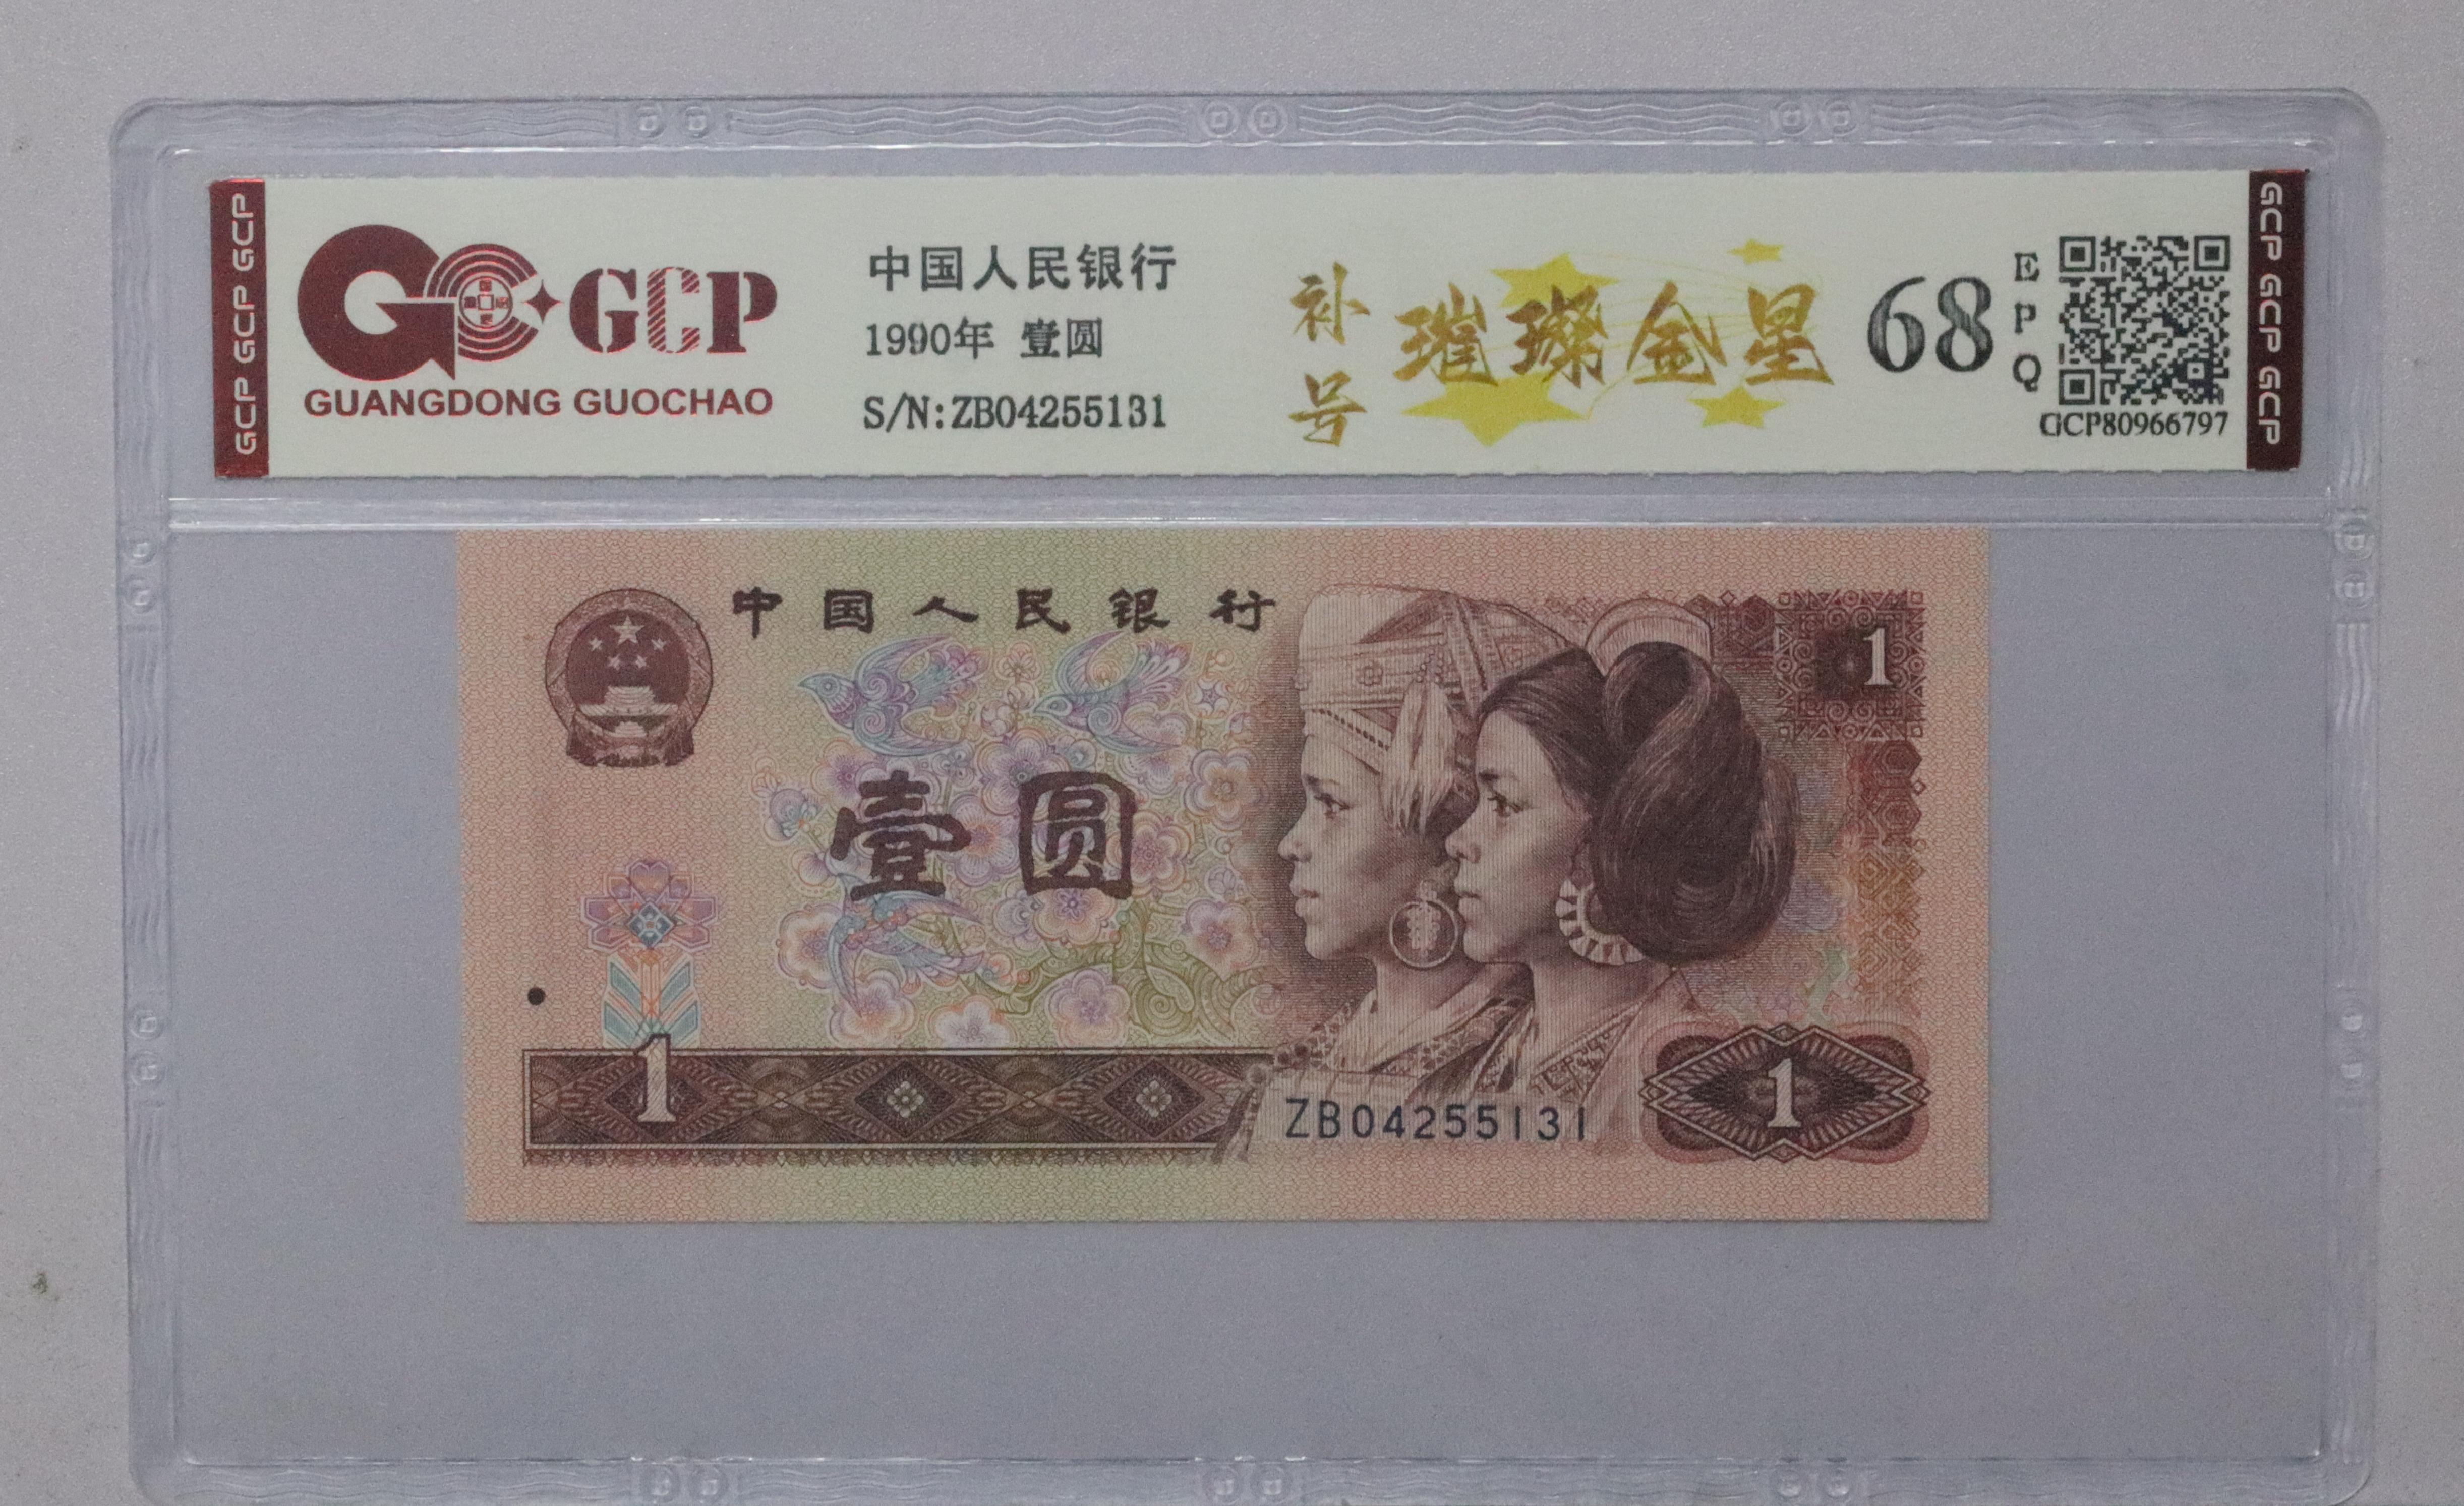 GCP GCP GCP
GCP
GUANGDONG GUOCHAO
中国人民银行
1990年 壹圆
S/N:ZB04255131
补号
璀璨金星
68
EPQ
GCP80966797
GCP GCP GCP
中国人民银行
1
壹圆
1
ZB04255131
1